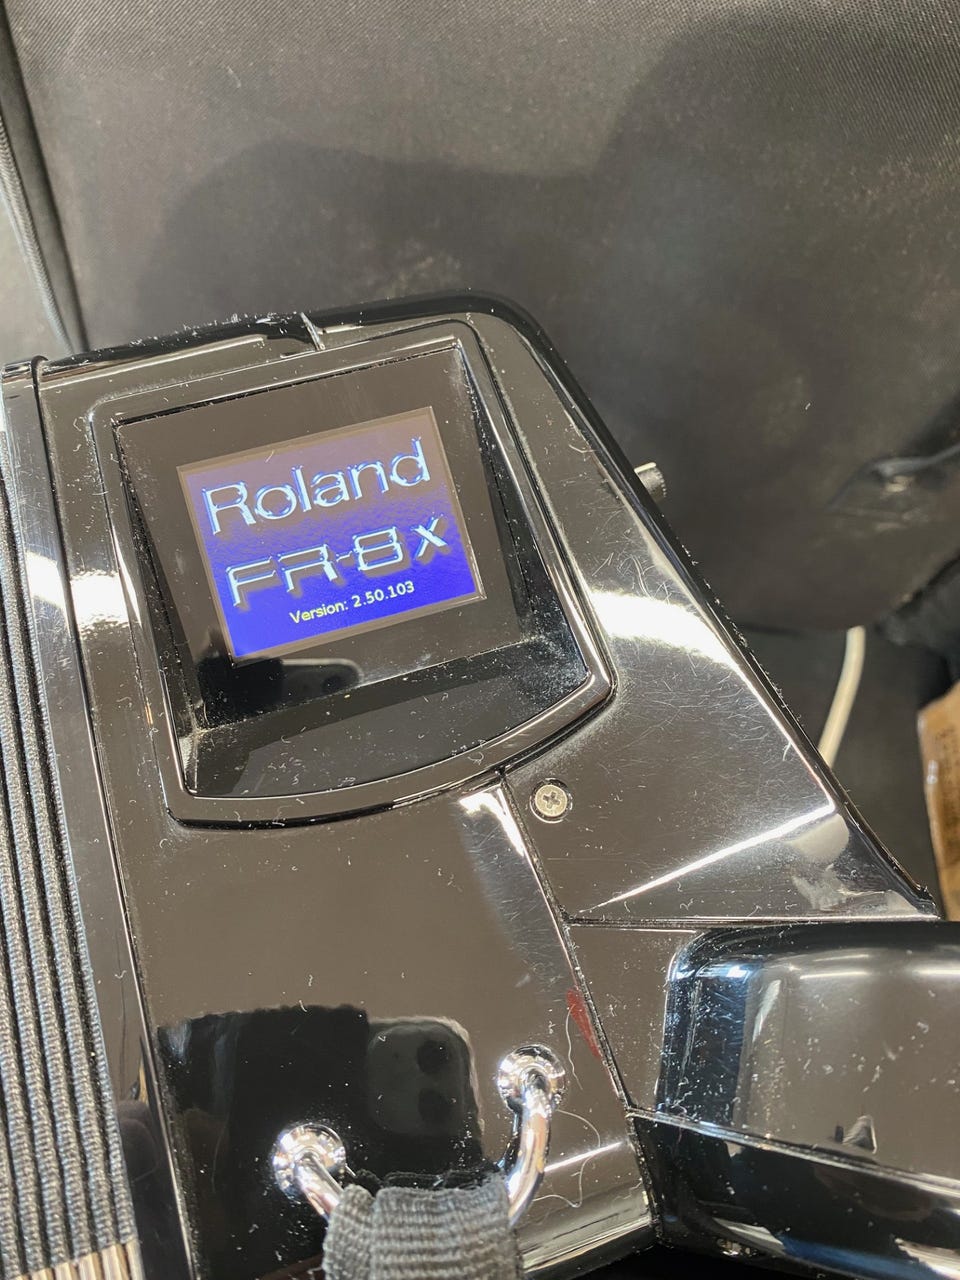 Roland
FR-8x
Version: 2.50.103